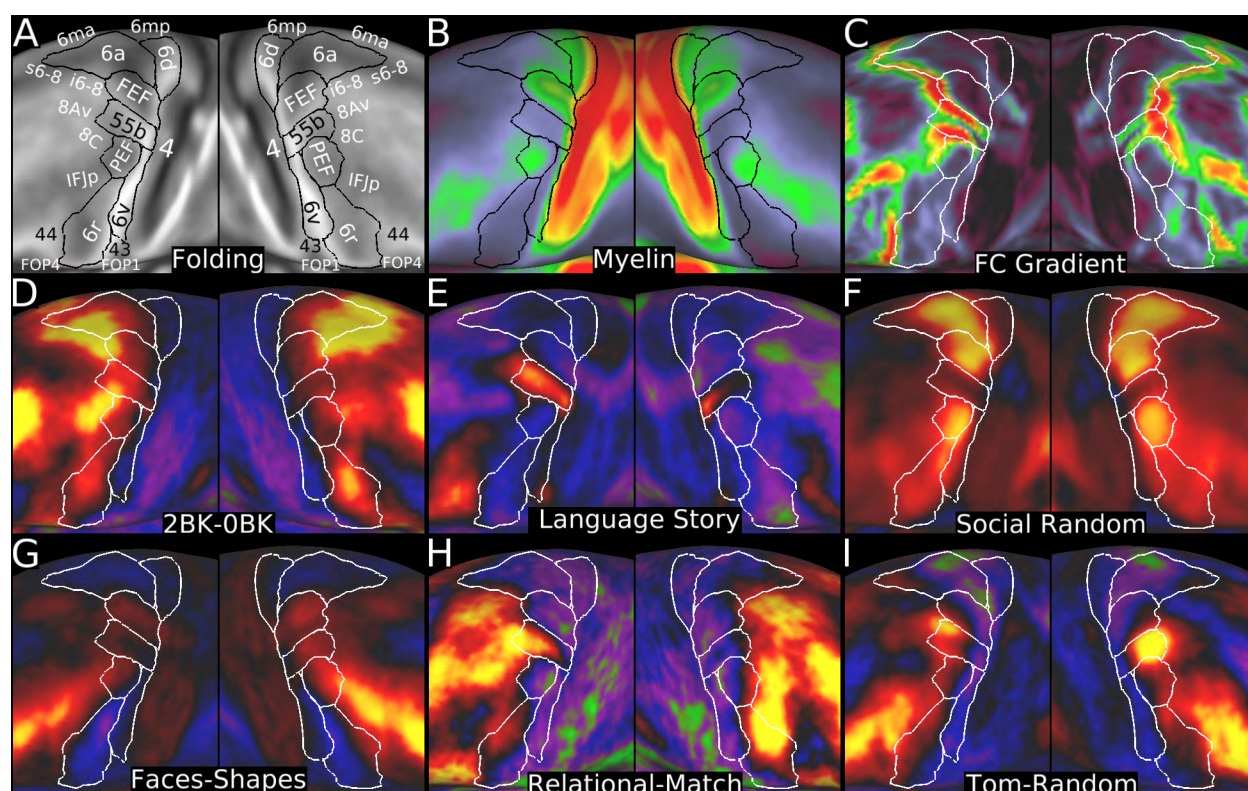 A 6ma 6mp 6mp 6ma
6a 6d 6d 6a
s6-8 i6-8 FEF FEF i6-8 s6-8
8Av 55b 55b 8Av
8C PEF 4 4 PEF 8C
IFJp IFJp
6v 6v
44 6r 43 43 6r 44
FOP4 FOP1 FOP1 FOP4
Folding
B
Myelin
C
FC Gradient
D
2BK-0BK
E
Language Story
F
Social Random
G
Faces-Shapes
H
Relational-Match
I
Tom-Random